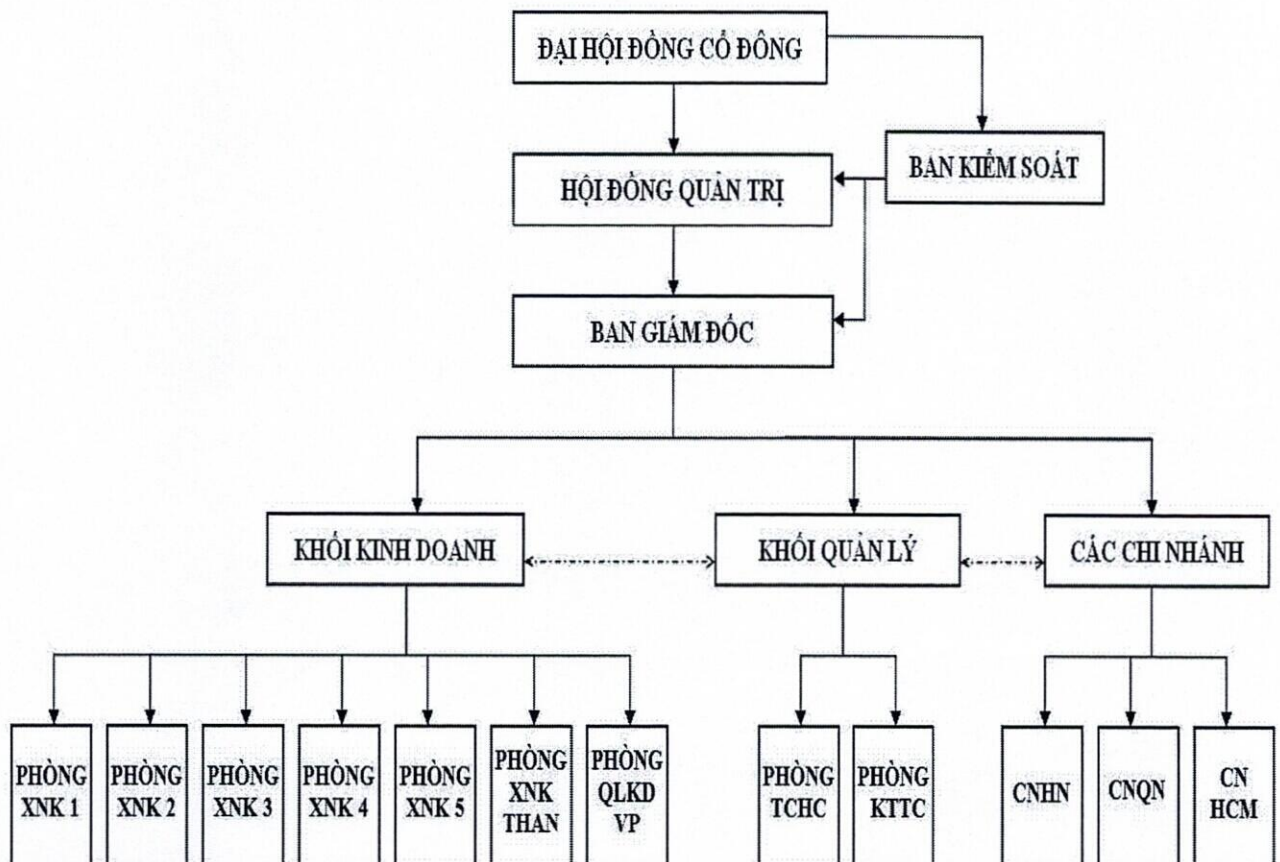 ĐẠI HỘI ĐỒNG CỔ ĐÔNG
BAN KIỂM SOÁT
HỘI ĐỒNG QUẢN TRỊ
BAN GIÁM ĐỐC
KHỐI KINH DOANH
KHỐI QUẢN LÝ
CÁC CHI NHÁNH
PHÒNG
XNK 1
PHÒNG
XNK 2
PHÒNG
XNK 3
PHÒNG
XNK 4
PHÒNG
XNK 5
PHÒNG
XNK
THAN
PHÒNG
QLKD
VP
PHÒNG
TCHC
PHÒNG
KTTC
CNHN
CNQN
CN
HCM